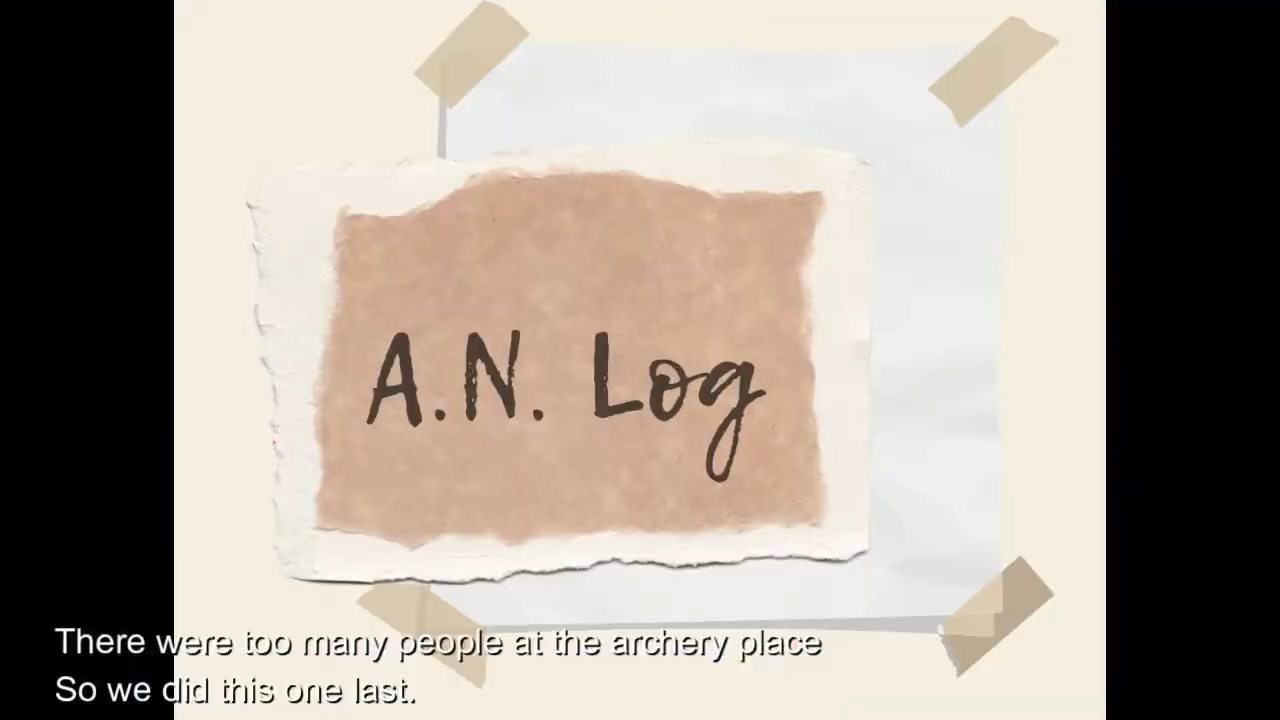 A.N. Log
There were too many people at the archery place
So we did this one last.